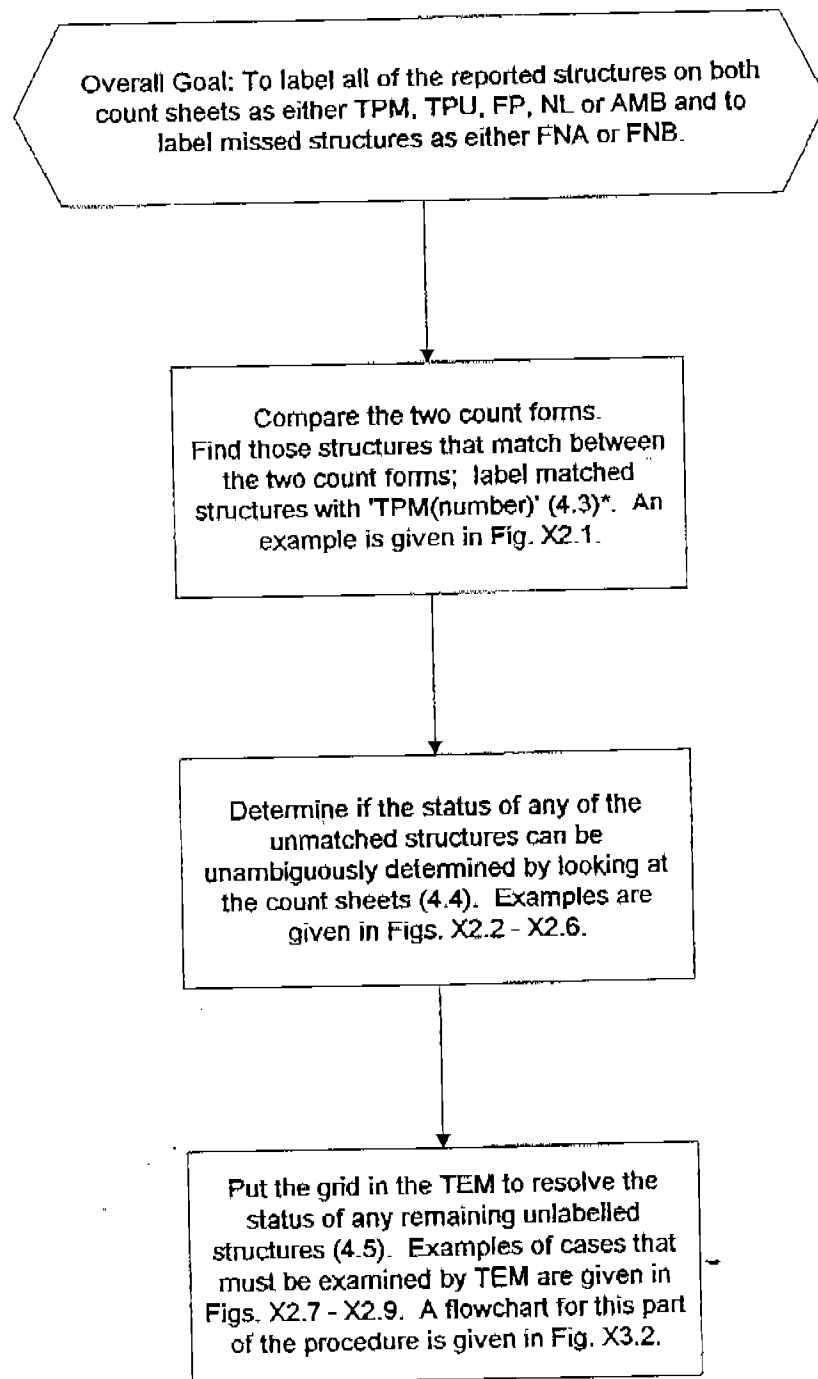 Overall Goal: To label all of the reported structures on both
count sheets as either TPM, TPU, FP, NL or AMB and to
label missed structures as either FNA or FNB.
Compare the two count forms.
Find those structures that match between
the two count forms; label matched
structures with 'TPM(number)' (4.3)*. An
example is given in Fig. X2.1.
Determine if the status of any of the
unmatched structures can be
unambiguously determined by looking at
the count sheets (4.4). Examples are
given in Figs. X2.2 - X2.6.
Put the grid in the TEM to resolve the
status of any remaining unlabelled
structures (4.5). Examples of cases that
must be examined by TEM are given in
Figs. X2.7 - X2.9. A flowchart for this part
of the procedure is given in Fig. X3.2.